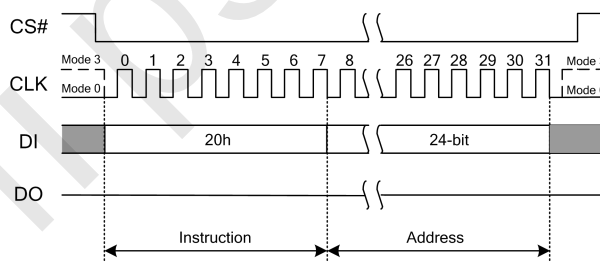 CS#
Mode 3 0 1 2 3 4 5 6 7 8 26 27 28 29 30 31 Mode
CLK
Mode 0 Mode
DI 20h 24-bit
DO
Instruction Address